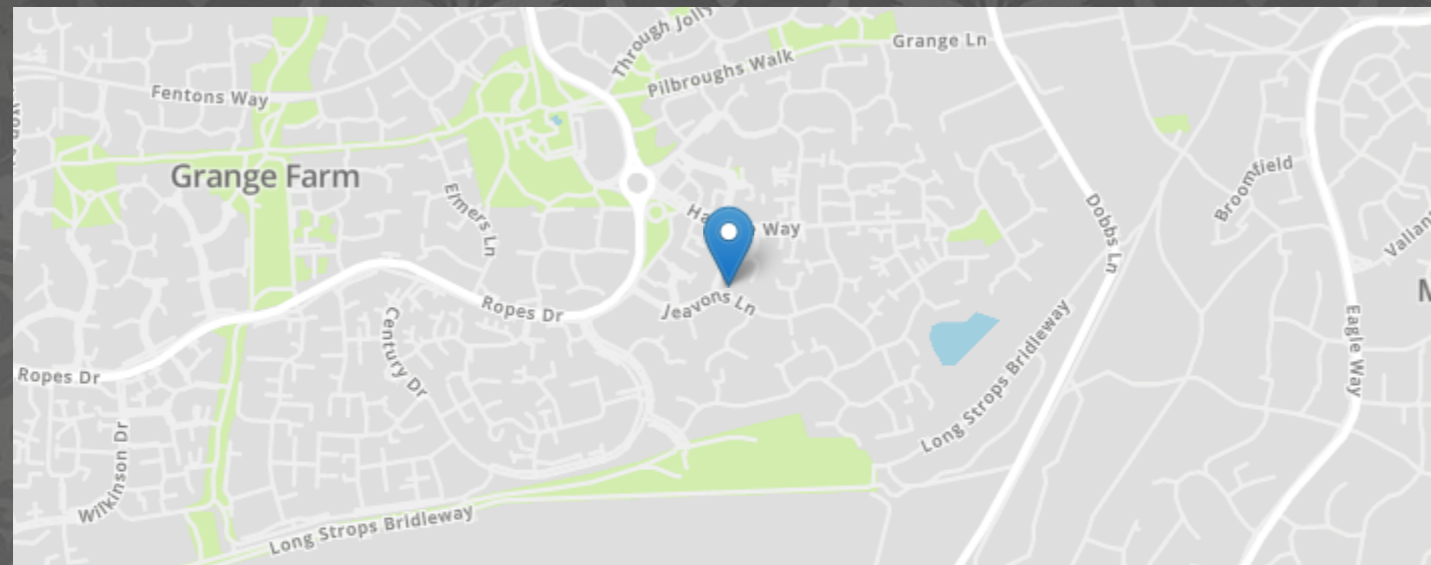 Through Jolly
Grange Ln
Pilbroughs Walk
Fentons Way
Grange Farm
Elmers Ln
Way
Broomfield
Dobbs Ln
Jeavons Ln
Ropes Dr
Century Dr
Eagle Way
Long Strops Bridleway
Ropes Dr
Wilkinson Dr
Long Strops Bridleway